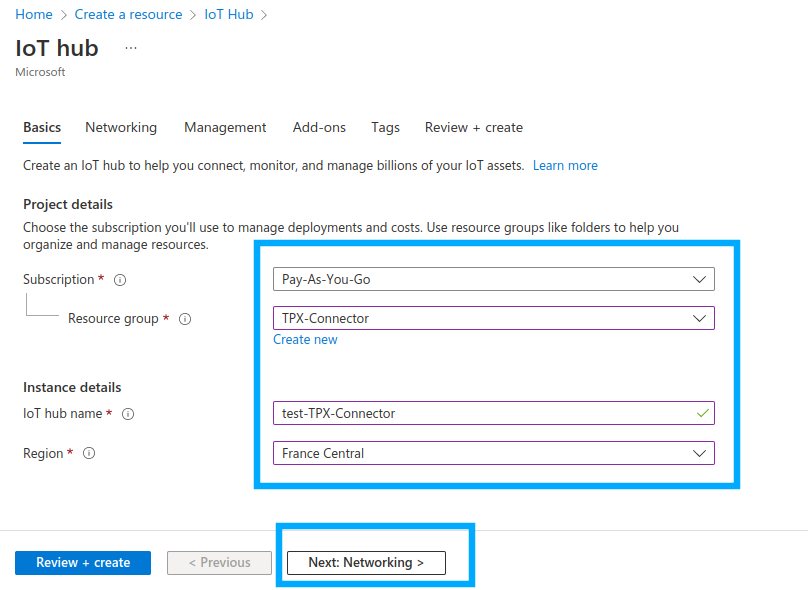 Home > Create a resource > IoT Hub >
IoT hub ...
Microsoft
Basics Networking Management Add-ons Tags Review + create
Create an IoT hub to help you connect, monitor, and manage billions of your IoT assets. Learn more
Project details
Choose the subscription you'll use to manage deployments and costs. Use resource groups like folders to help you
organize and manage resources.
Subscription * Pay-As-You-Go
Resource group * TPX-Connector
Create new
Instance details
IoT hub name * test-TPX-Connector
Region * France Central
Review + create < Previous Next: Networking >